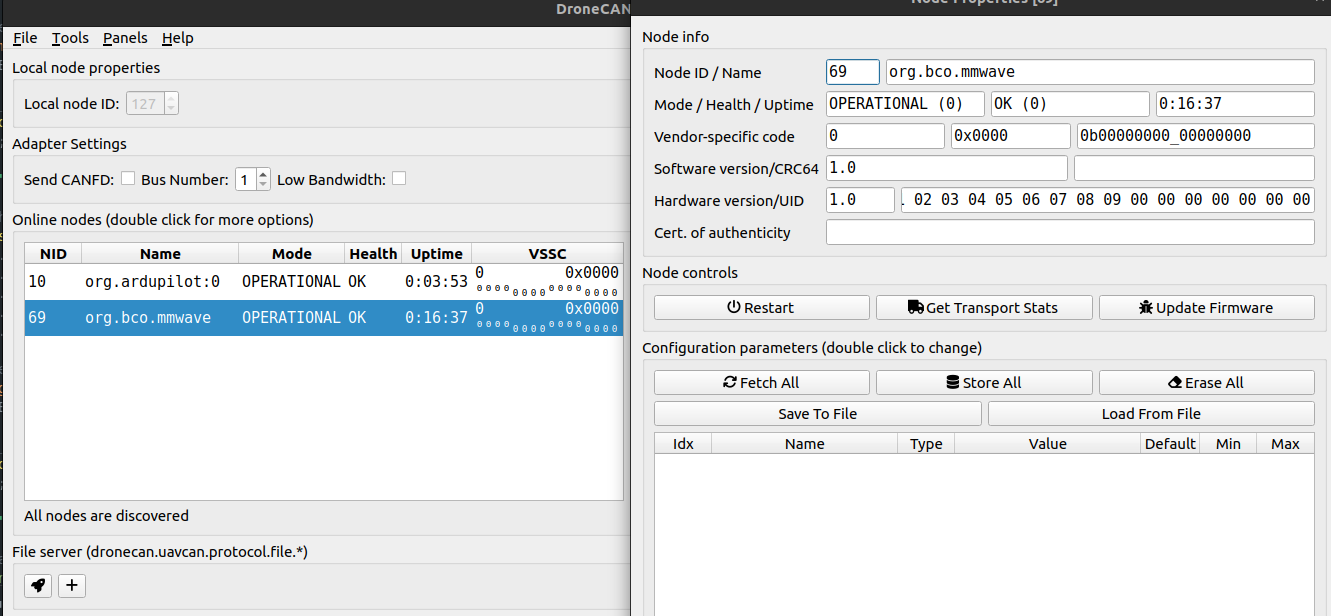 DroneCAN
File Tools Panels Help
Local node properties
Local node ID: 127
Adapter Settings
Send CANFD: Bus Number: 1 Low Bandwidth:
Online nodes (double click for more options)
NID Name Mode Health Uptime VSSC
10 org.ardupilot:0 OPERATIONAL OK 0:03:53 0 0x0000
0000 0000 0000 0000
69 org.bco.mmwave OPERATIONAL OK 0:16:37 0 0x0000
0000 0000 0000 0000
All nodes are discovered
File server (dronecan.uavcan.protocol.file.*)
+
Node Properties [69]
Node info
Node ID / Name 69 org.bco.mmwave
Mode / Health / Uptime OPERATIONAL (0) OK (0) 0:16:37
Vendor-specific code 0 0x0000 0b00000000_00000000
Software version/CRC64 1.0
Hardware version/UID 1.0 02 03 04 05 06 07 08 09 00 00 00 00 00 00 00
Cert. of authenticity
Node controls
Restart Get Transport Stats Update Firmware
Configuration parameters (double click to change)
Fetch All Store All Erase All
Save To File Load From File
Idx Name Type Value Default Min Max